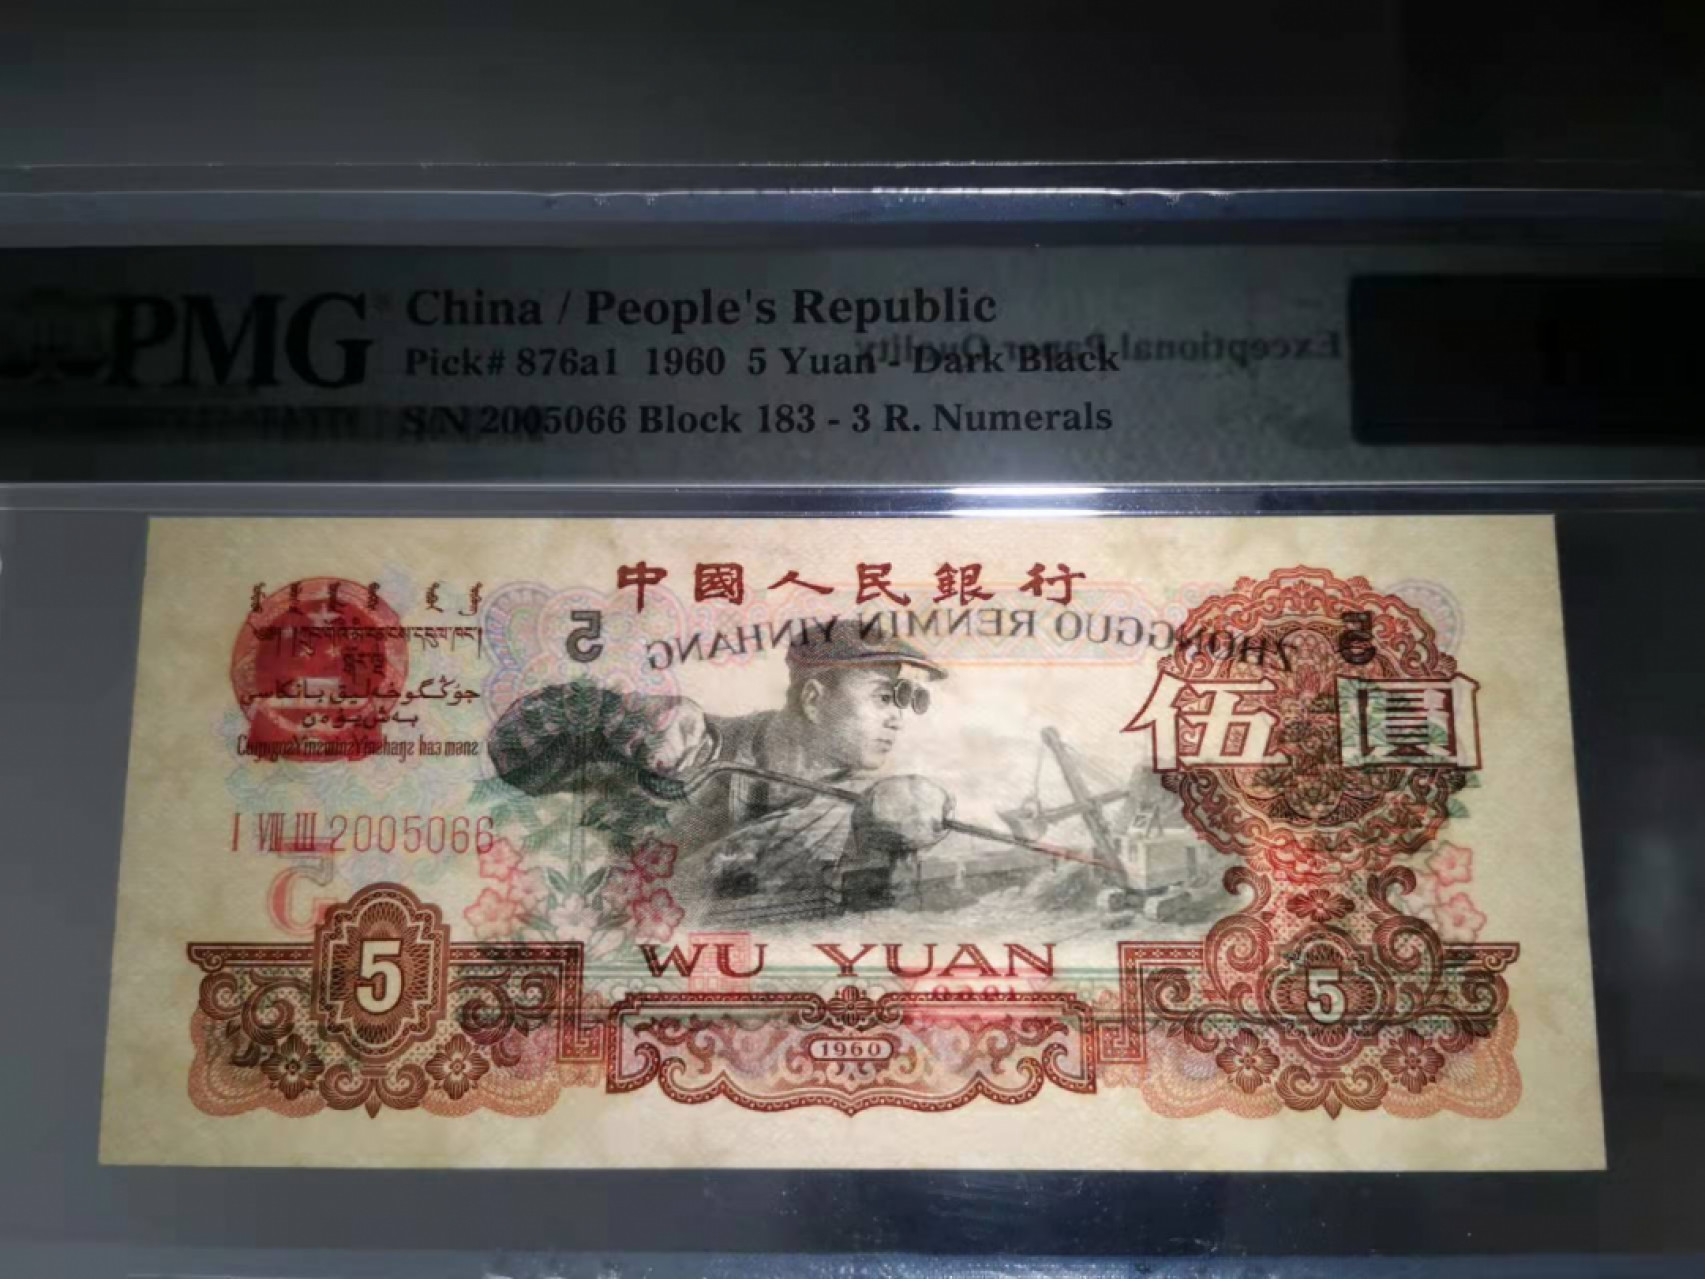 PMG
China / People's Republic
Pick# 876a1 1960 5 Yuan - Dark Black
S/N 2005066 Block 183 - 3 R. Numerals
Exceptional Paper Quality
中國人民銀行
ZHONGGUO RENMIN YINHANG
5
5
伍圓
I VIII III 2005066
WU YUAN
1960
5
5
1960